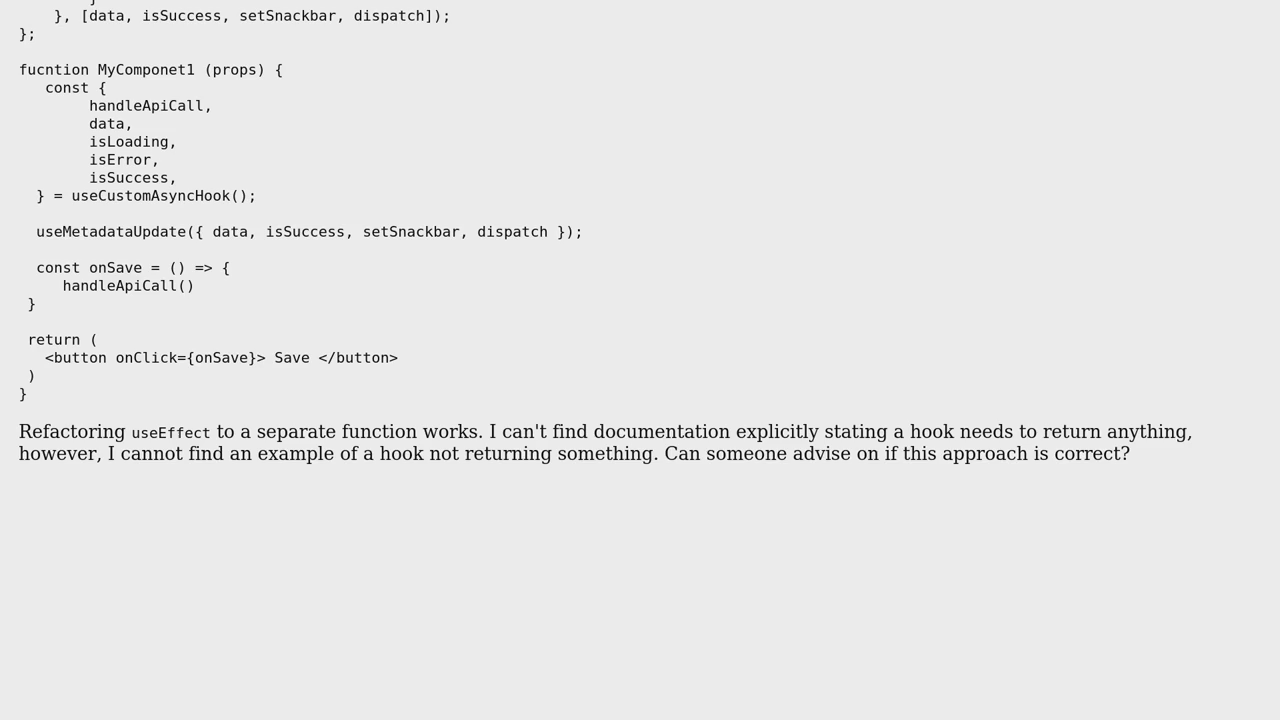 }, [data, isSuccess, setSnackbar, dispatch]);
};
fucntion MyComponet1 (props) {
const {
handleApiCall,
data,
isLoading,
isError,
isSuccess,
} = useCustomAsyncHook();
useMetadataUpdate({ data, isSuccess, setSnackbar, dispatch });
const onSave = () => {
handleApiCall()
}
return (
<button onClick={onSave}> Save </button>
)
}
Refactoring useEffect to a separate function works. I can't find documentation explicitly stating a hook needs to return anything,
however, I cannot find an example of a hook not returning something. Can someone advise on if this approach is correct?